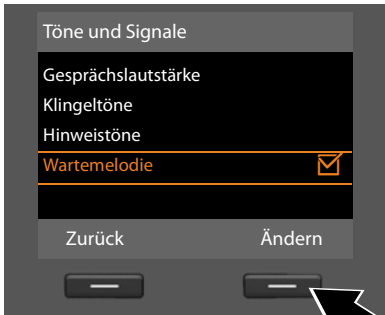 Töne und Signale
Gesprächslautstärke
Klingeltöne
Hinweistöne
Wartemelodie
Zurück Ändern